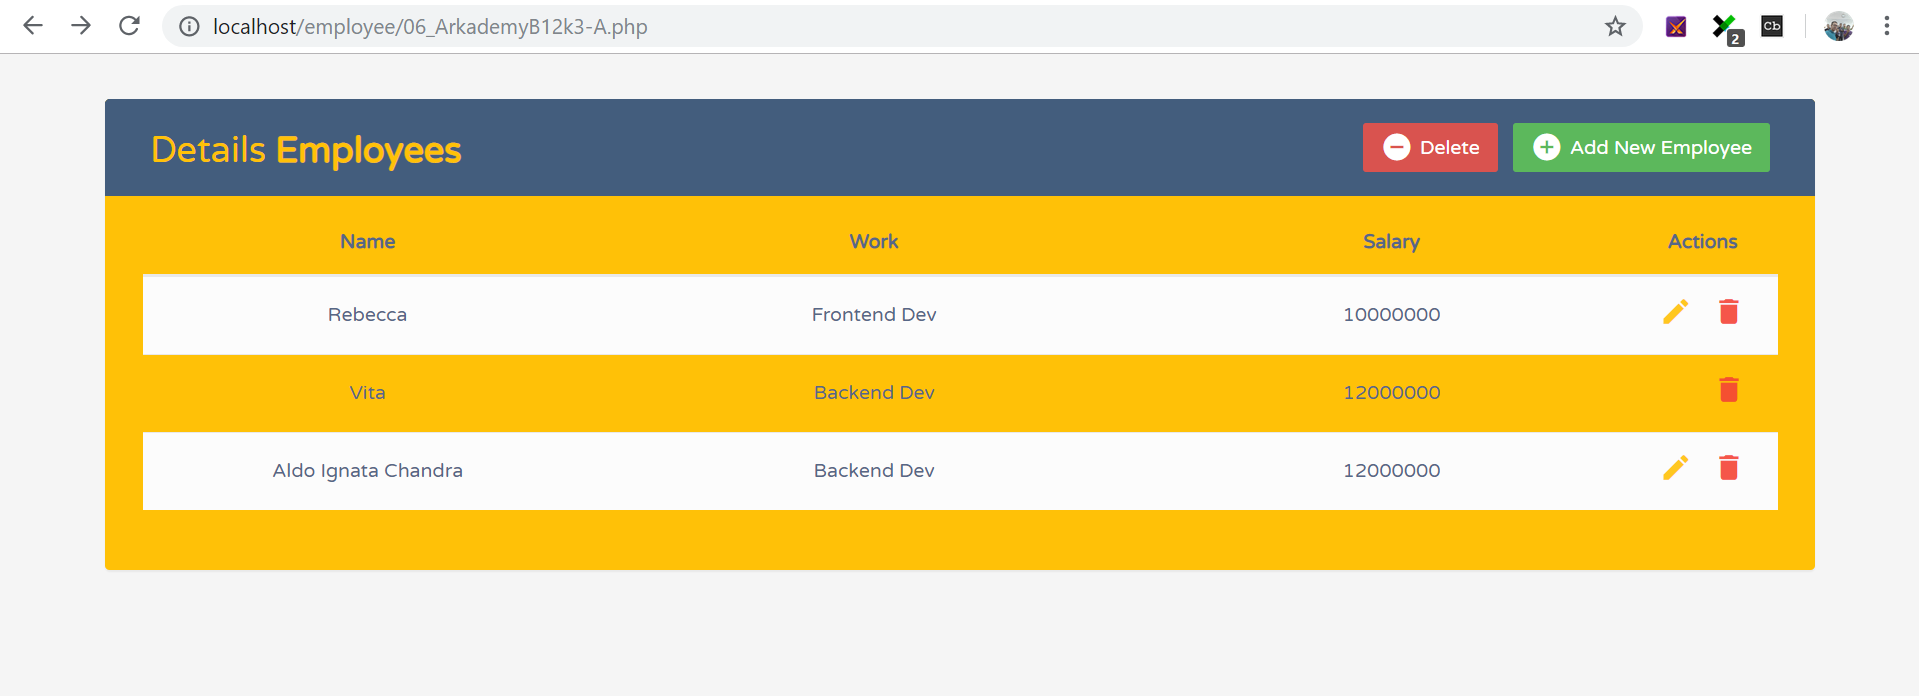 localhost/employee/06_ArkademyB12k3-A.php
2
Cb
Details Employees
Delete
Add New Employee
Name Work Salary Actions
Rebecca Frontend Dev 10000000
Vita Backend Dev 12000000
Aldo Ignata Chandra Backend Dev 12000000